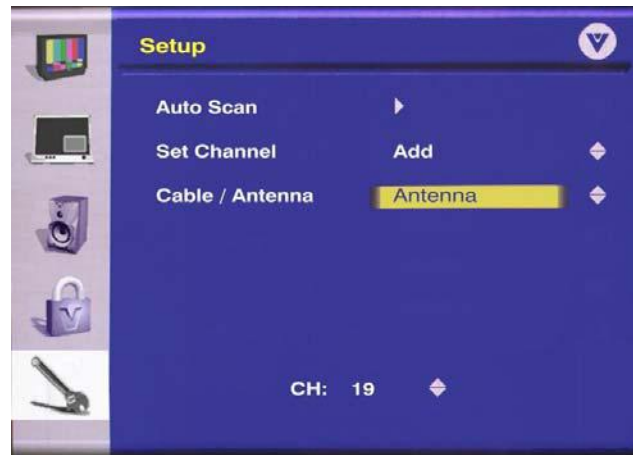 Setup
Auto Scan
Set Channel Add
Cable / Antenna Antenna
CH: 19